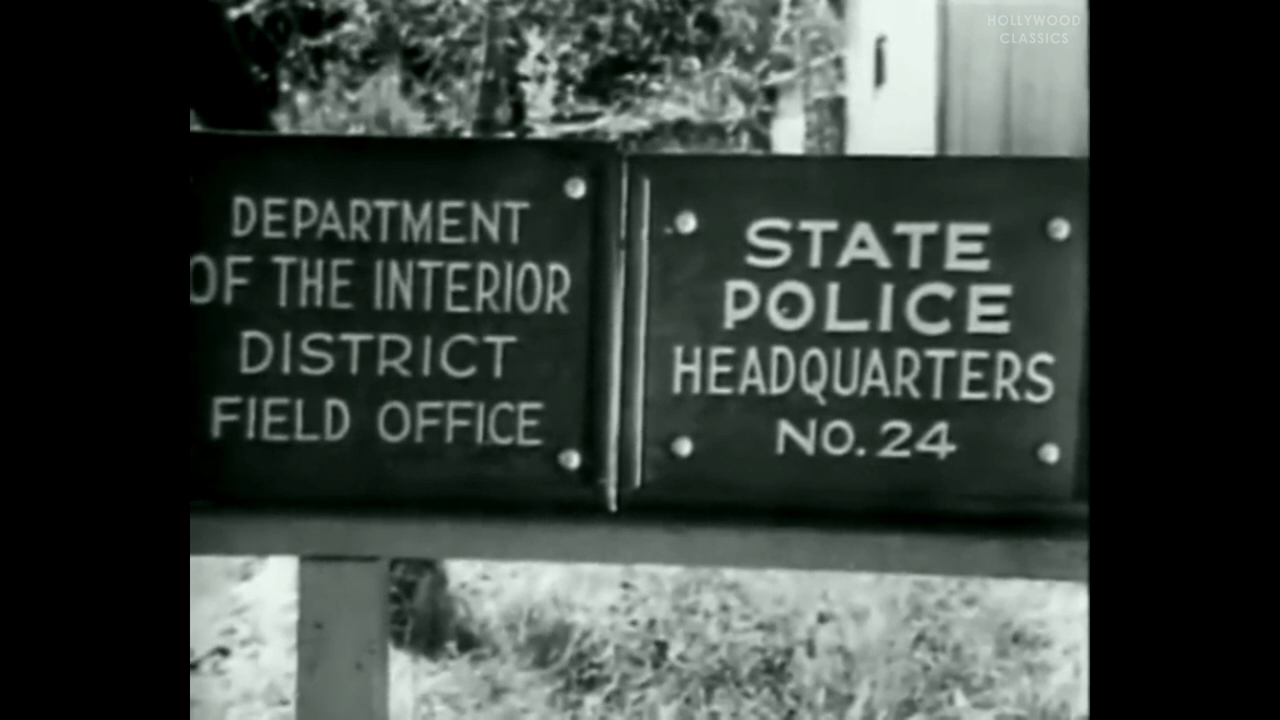 HOLLYWOOD
CLASSICS
DEPARTMENT
OF THE INTERIOR
DISTRICT
FIELD OFFICE
STATE
POLICE
HEADQUARTERS
NO. 24